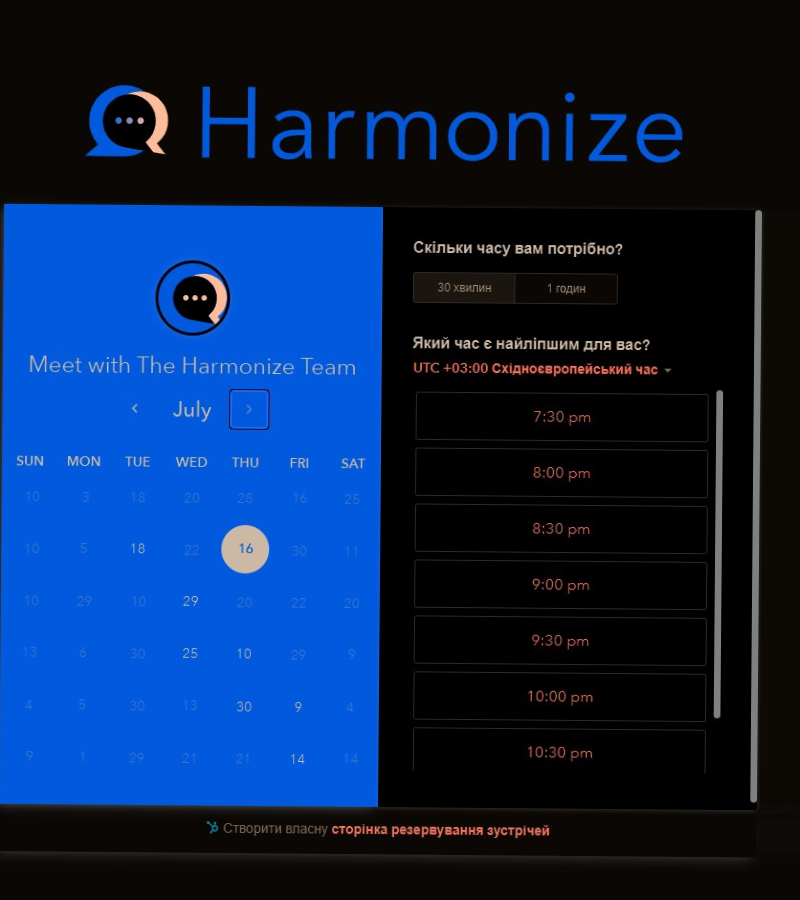 Harmonize
Meet with The Harmonize Team
July
SUN MON TUE WED THU FRI SAT
10 3 18 20 28 16 25
10 5 18 22 16 30 11
10 29 10 29 20 22 20
13 6 30 25 10 29 9
4 5 30 13 30 9 4
9 1 29 21 21 14 14
Скільки часу вам потрібно?
30 хвилин 1 годин
Який час є найліпшим для вас?
UTC +03:00 Східноєвропейський час
7:30 pm
8:00 pm
8:30 pm
9:00 pm
9:30 pm
10:00 pm
10:30 pm
Створити власну сторінка резервування зустрічей